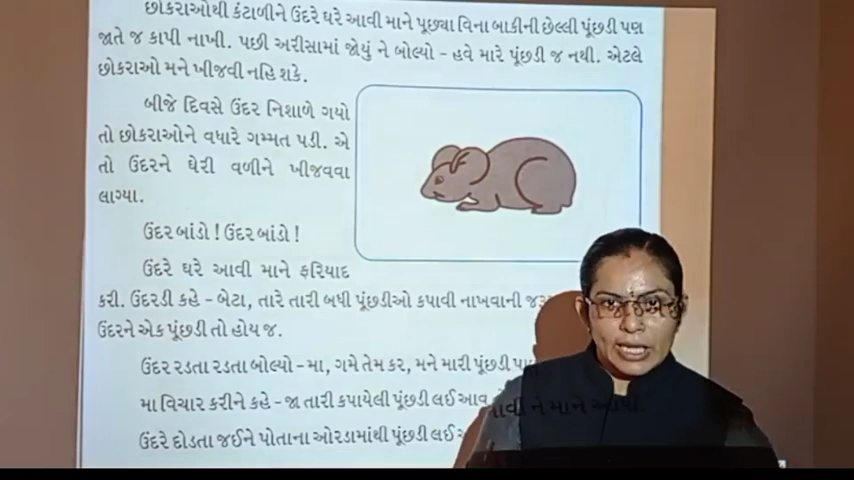 છોકરાઓથી કંટાળીને ઉંદરે ઘરે આવી માને પૂછ્યા વિના બાકીની છેલ્લી પૂંછડી પણ
જાતે જ કાપી નાખી. પછી અરીસામાં જોયું ને બોલ્યો - હવે મારે પૂંછડી જ નથી. એટલે
છોકરાઓ મને ખીજવી નહિ શકે.
બીજે દિવસે ઉંદર નિશાળે ગયો
તો છોકરાઓને વધારે ગમ્મત પડી. એ
તો ઉંદરને ઘેરી વળીને ખીજવવા
લાગ્યા.
ઉંદર બાંડો ! ઉંદર બાંડો !
ઉંદરે ઘરે આવી માને ફરિયાદ
કરી. ઉંદરડી કહે - બેટા, તારે તારી બધી પૂંછડીઓ કપાવી નાખવાની
ઉંદરને એક પૂંછડી તો હોય જ.
ઉંદર રડતા રડતા બોલ્યો - મા, ગમે તેમ કર, મને મારી પૂંછડી
મા વિચાર કરીને કહે - જા તારી કપાયેલી પૂંછડી લઈ આવ
ઉંદરે દોડતા જઈને પોતાના ઓરડામાંથી પૂંછડી લઈ ને માને આપી.